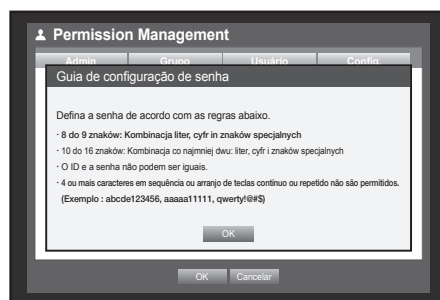 Permission Management
Admin Grupo Usuário Config.
Guia de configuração de senha
Defina a senha de acordo com as regras abaixo.
· 8 do 9 znaków: Kombinacja liter, cyfr in znaków specjalnych
· 10 do 16 znaków: Kombinacja co najmniej dwu: liter, cyfr i znaków specjalnych
· O ID e a senha não podem ser iguais.
· 4 ou mais caracteres em sequência ou arranjo de teclas contínuo ou repetido não são permitidos.
(Exemplo : abcde123456, aaaaa11111, qwerty!@#$)
OK
OK Cancelar